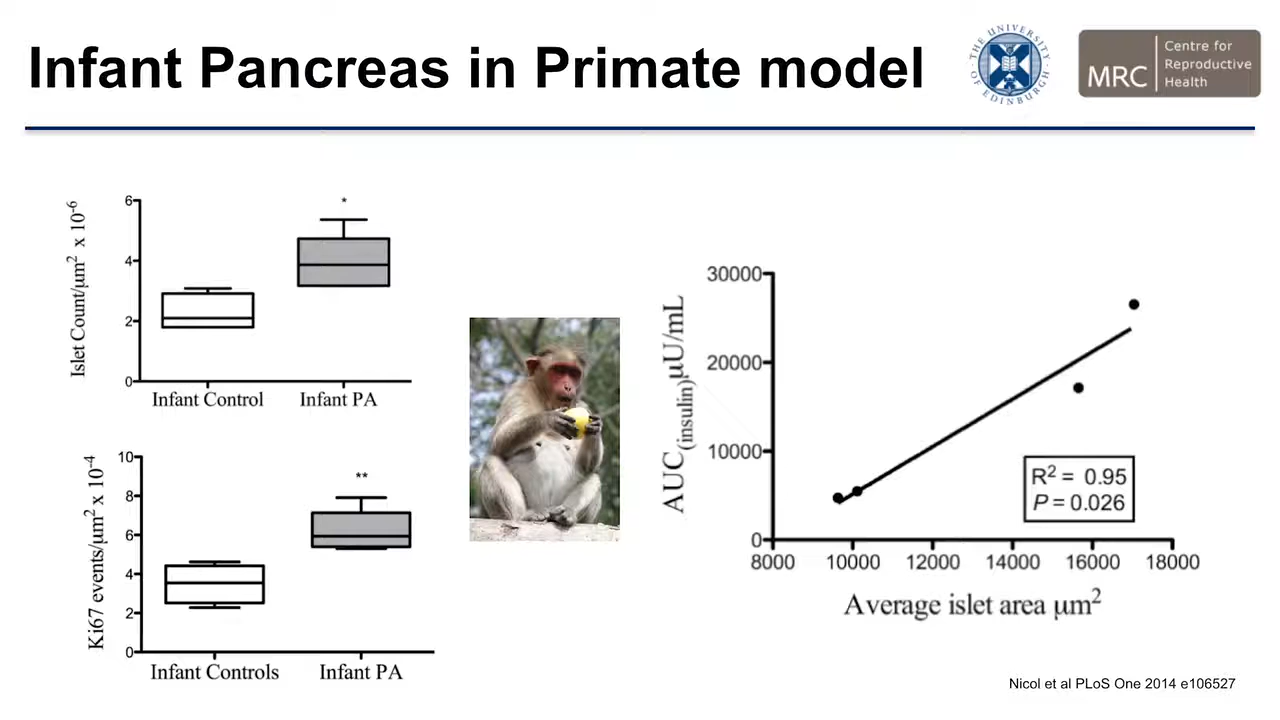 Infant Pancreas in Primate model
THE UNIVERSITY OF EDINBURGH
MRC
Centre for
Reproductive
Health
Islet Count/μm² x 10⁻⁶
6
4
2
0
*
Infant Control
Infant PA
Ki67 events/μm² x 10⁻⁴
10
8
6
4
2
0
**
Infant Controls
Infant PA
AUC(insulin)μU/mL
30000
20000
10000
0
R² = 0.95
P = 0.026
8000
10000
12000
14000
16000
18000
Average islet area μm²
Nicol et al PLoS One 2014 e106527